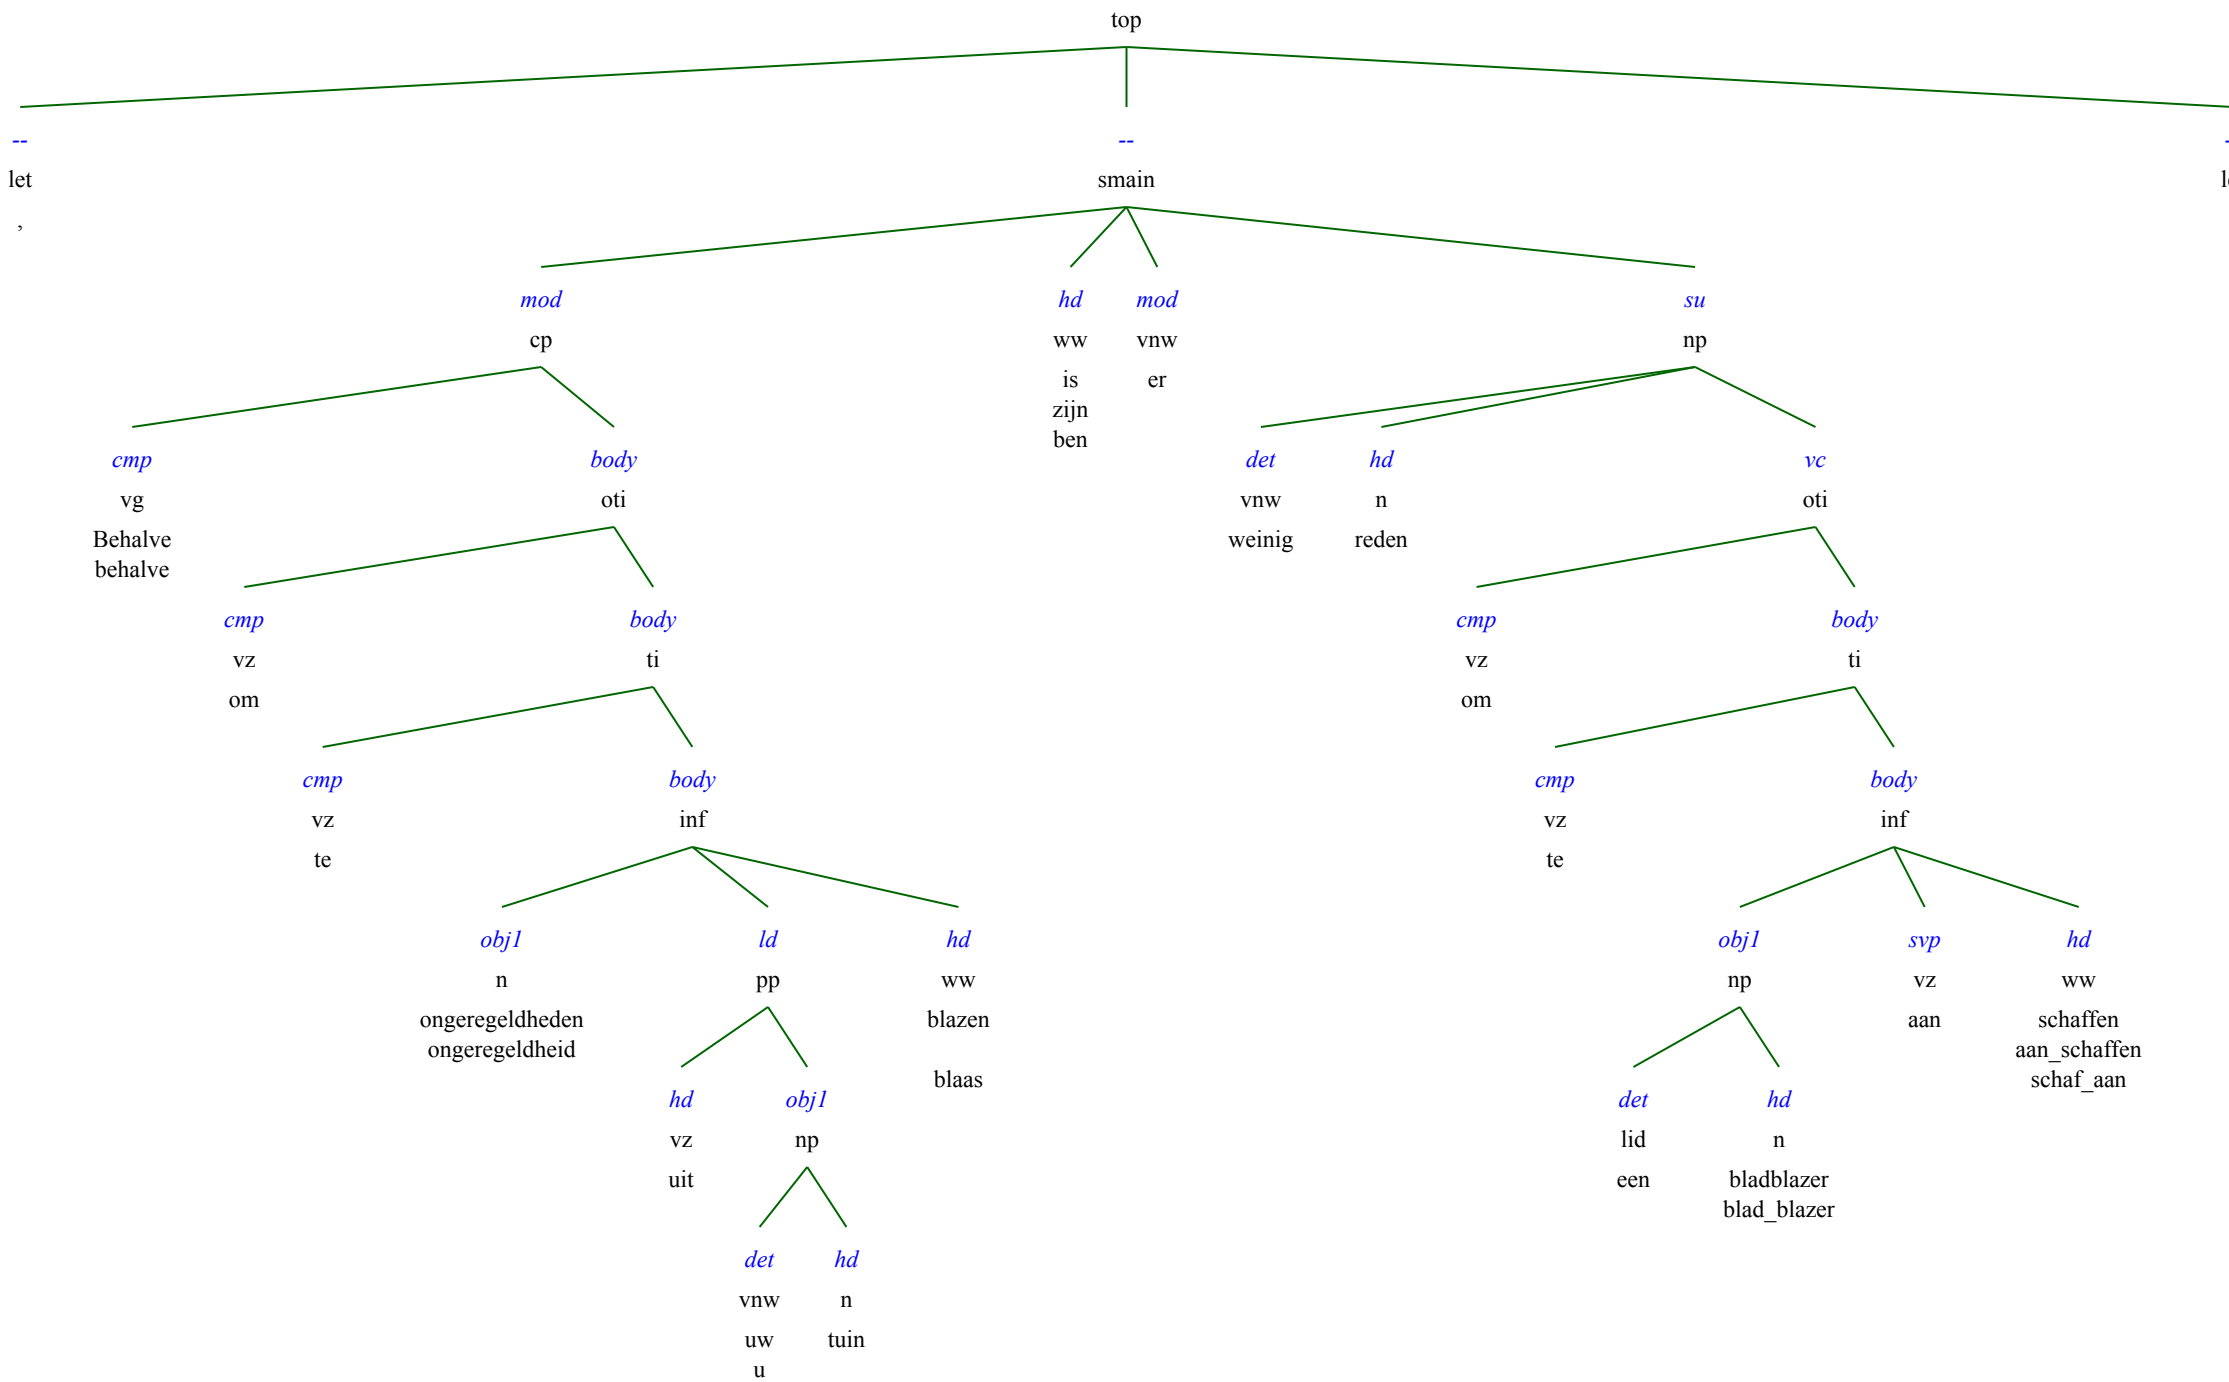 top
-- -- -
let smain le
,
mod hd mod su
cp ww vnw np
is er
zijn
ben
cmp body det hd vc
vg oti vnw n oti
Behalve weinig reden
behalve
cmp body cmp body
vz ti vz ti
om om
cmp body cmp body
vz inf vz inf
te te
obj1 ld hd obj1 svp hd
n pp ww np vz ww
ongeregeldheden blazen aan schaffen
ongeregeldheid aan_schaffen
blaas schaf_aan
hd obj1 det hd
vz np lid n
uit een bladblazer
blad_blazer
det hd
vnw n
uw tuin
u